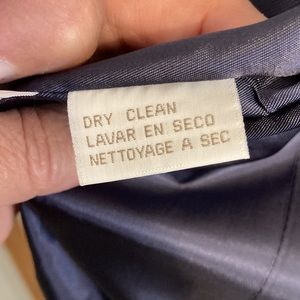 DRY CLEAN
LAVAR EN SECO
NETTOYAGE A SEC